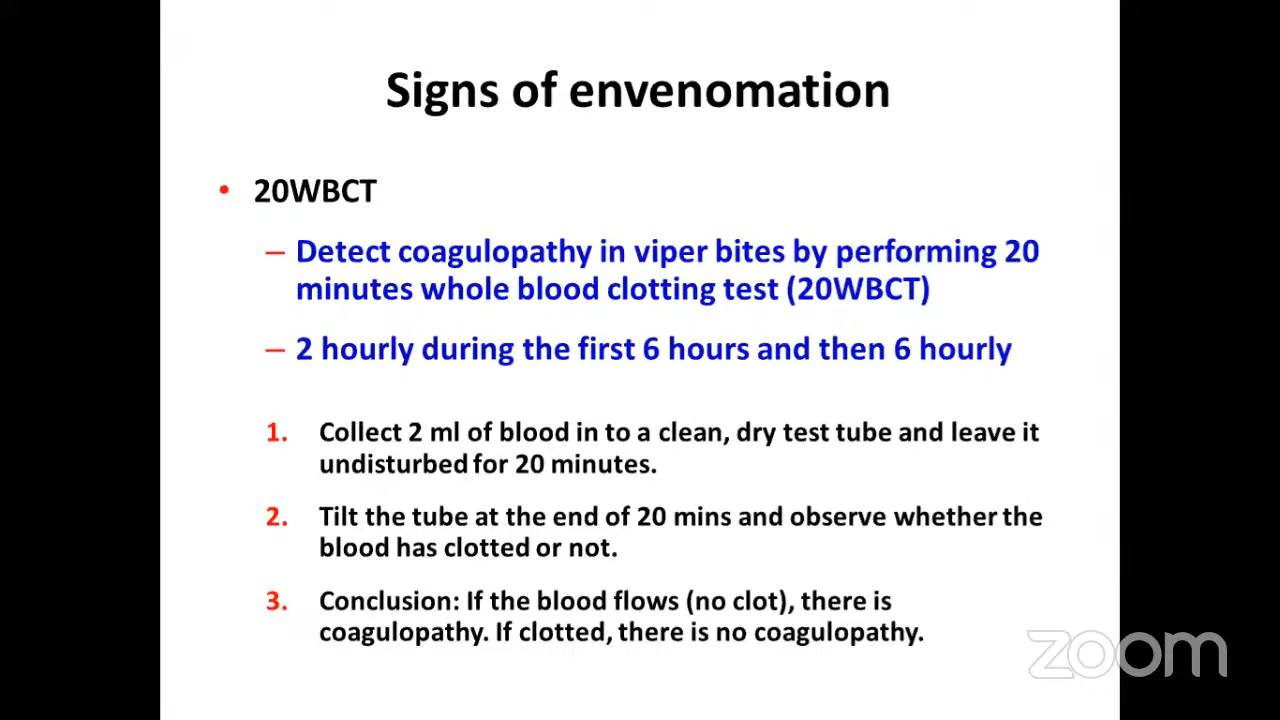 Signs of envenomation
• 20WBCT
– Detect coagulopathy in viper bites by performing 20
minutes whole blood clotting test (20WBCT)
– 2 hourly during the first 6 hours and then 6 hourly
1. Collect 2 ml of blood in to a clean, dry test tube and leave it
undisturbed for 20 minutes.
2. Tilt the tube at the end of 20 mins and observe whether the
blood has clotted or not.
3. Conclusion: If the blood flows (no clot), there is
coagulopathy. If clotted, there is no coagulopathy.
zoom